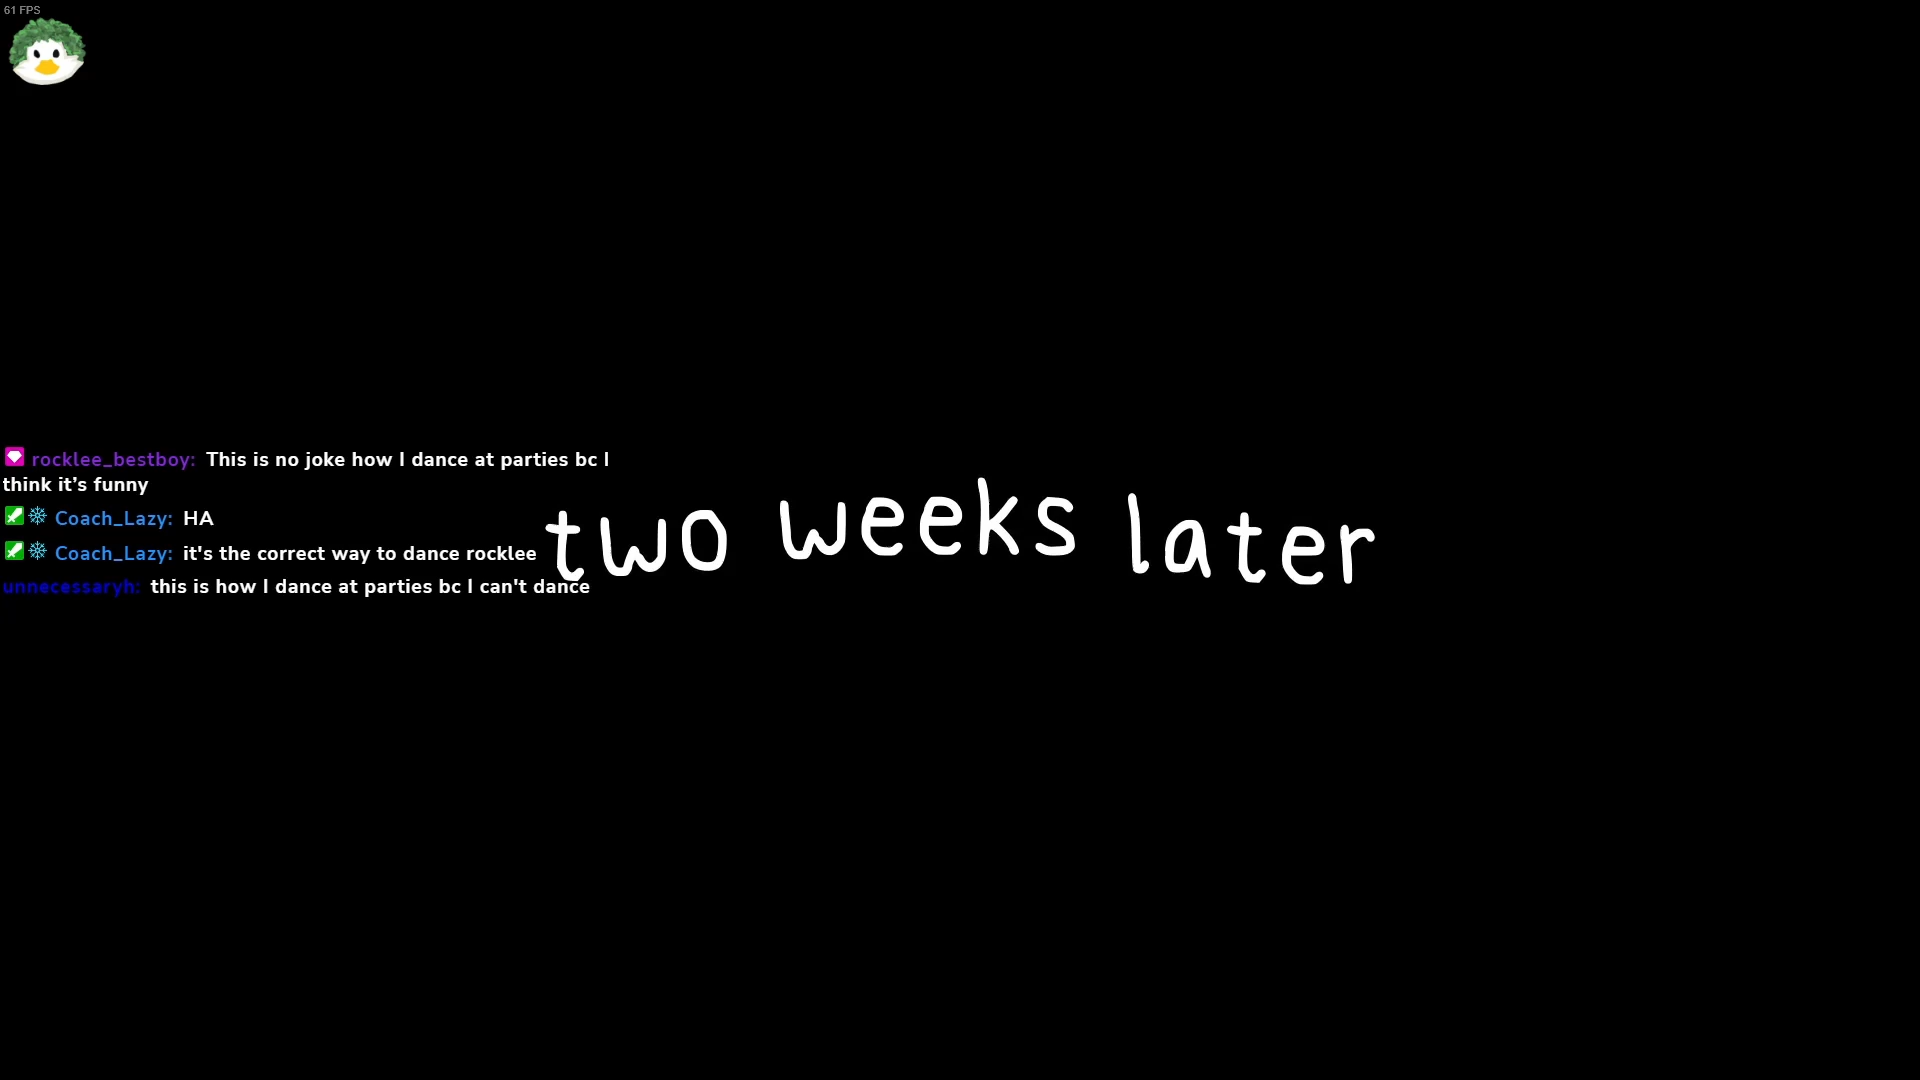 61 FPS
rocklee_bestboy: This is no joke how I dance at parties bc I
think it’s funny
Coach_Lazy: HA
Coach_Lazy: it's the correct way to dance rocklee
unnecessaryh: this is how I dance at parties bc I can't dance
two weeks later